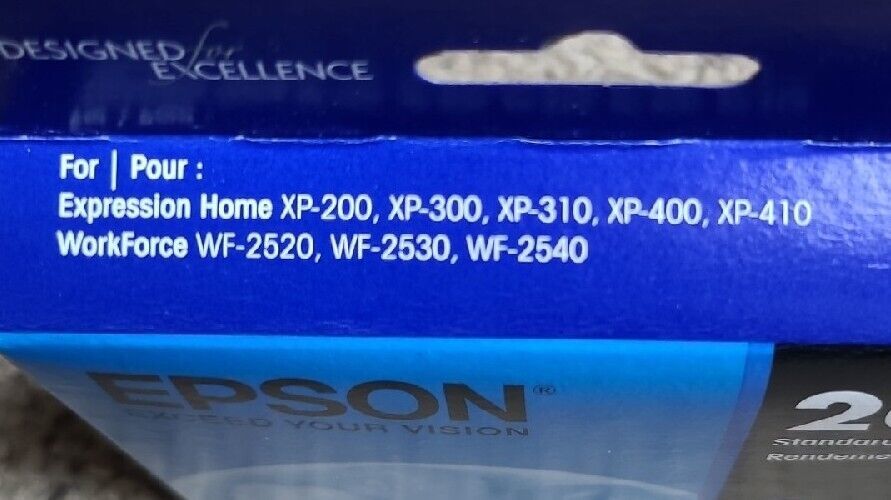 DESIGNED for
EXCELLENCE
For | Pour :
Expression Home XP-200, XP-300, XP-310, XP-400, XP-410
WorkForce WF-2520, WF-2530, WF-2540
EPSON®
EXCEED YOUR VISION